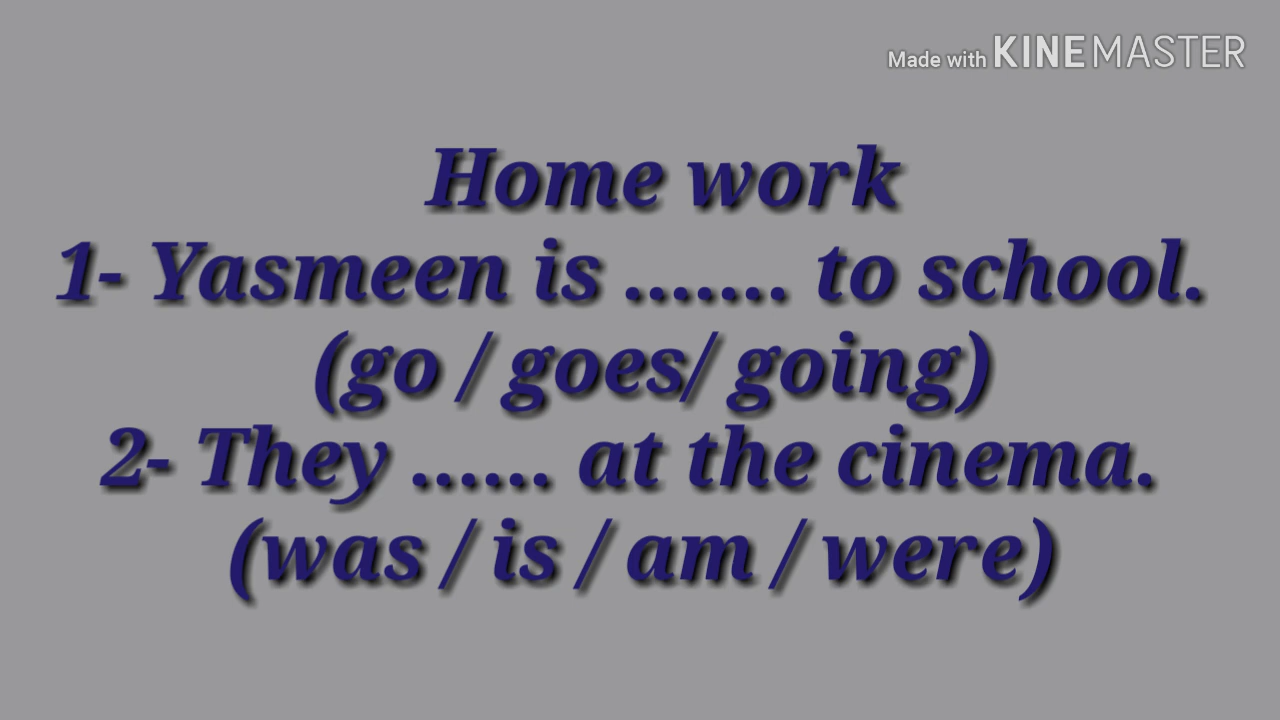 Made with KINEMASTER
Home work
1- Yasmeen is ....... to school.
(go / goes/ going)
2- They ...... at the cinema.
(was / is / am / were)